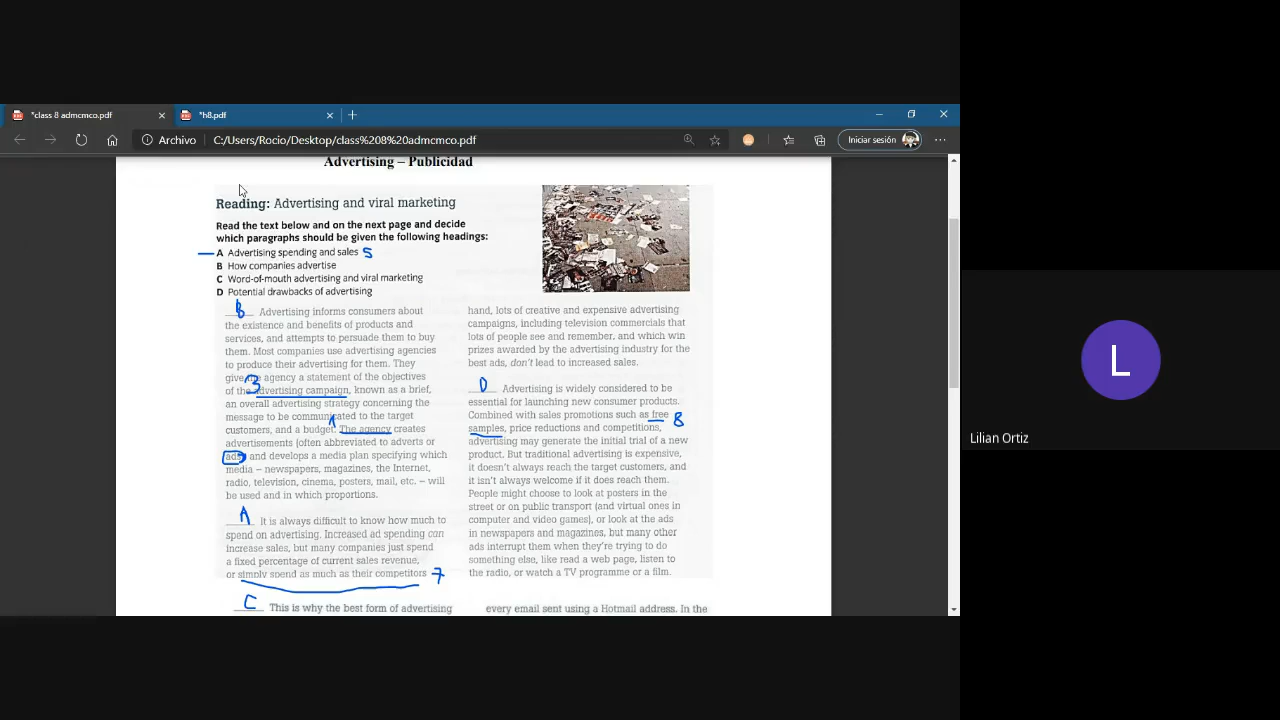 *class 8 admcmco.pdf
*h8.pdf
Archivo
C:/Users/Rocio/Desktop/class%208%20admcmco.pdf
Iniciar sesión
Advertising – Publicidad
Reading: Advertising and viral marketing
Read the text below and on the next page and decide
which paragraphs should be given the following headings:
A Advertising spending and sales 5
B How companies advertise
C Word-of-mouth advertising and viral marketing
D Potential drawbacks of advertising
B Advertising informs consumers about
the existence and benefits of products and
services, and attempts to persuade them to buy
them. Most companies use advertising agencies
to produce their advertising for them. They
give agency a statement of the objectives
3
of the advertising campaign, known as a brief,
an overall advertising strategy concerning the
message to be communicated to the target
1
customers, and a budget. The agency creates
advertisements (often abbreviated to adverts or
ads) and develops a media plan specifying which
media – newspapers, magazines, the Internet,
radio, television, cinema, posters, mail, etc. – will
be used and in which proportions.
A It is always difficult to know how much to
spend on advertising. Increased ad spending can
increase sales, but many companies just spend
a fixed percentage of current sales revenue,
or simply spend as much as their competitors 7
C This is why the best form of advertising
hand, lots of creative and expensive advertising
campaigns, including television commercials that
lots of people see and remember, and which win
prizes awarded by the advertising industry for the
best ads, don't lead to increased sales.
D Advertising is widely considered to be
essential for launching new consumer products.
Combined with sales promotions such as free 8
samples, price reductions and competitions,
advertising may generate the initial trial of a new
product. But traditional advertising is expensive,
it doesn't always reach the target customers, and
it isn't always welcome if it does reach them.
People might choose to look at posters in the
street or on public transport (and virtual ones in
computer and video games), or look at the ads
in newspapers and magazines, but many other
ads interrupt them when they're trying to do
something else, like read a web page, listen to
the radio, or watch a TV programme or a film.
every email sent using a Hotmail address. In the
L
Lilian Ortiz